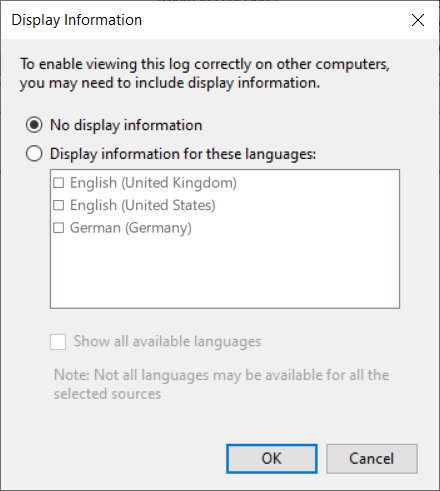 Display Information
To enable viewing this log correctly on other computers,
you may need to include display information.
No display information
Display information for these languages:
English (United Kingdom)
English (United States)
German (Germany)
Show all available languages
Note: Not all languages may be available for all the
selected sources
OK
Cancel